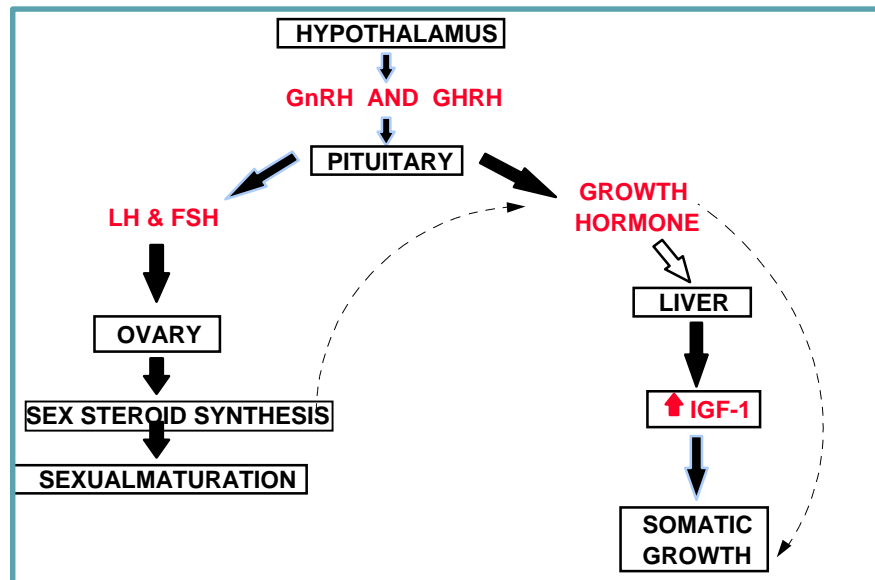 HYPOTHALAMUS
GnRH AND GHRH
PITUITARY
LH & FSH
GROWTH
HORMONE
LIVER
OVARY
SEX STEROID SYNTHESIS
IGF-1
SEXUALMATURATION
SOMATIC
GROWTH